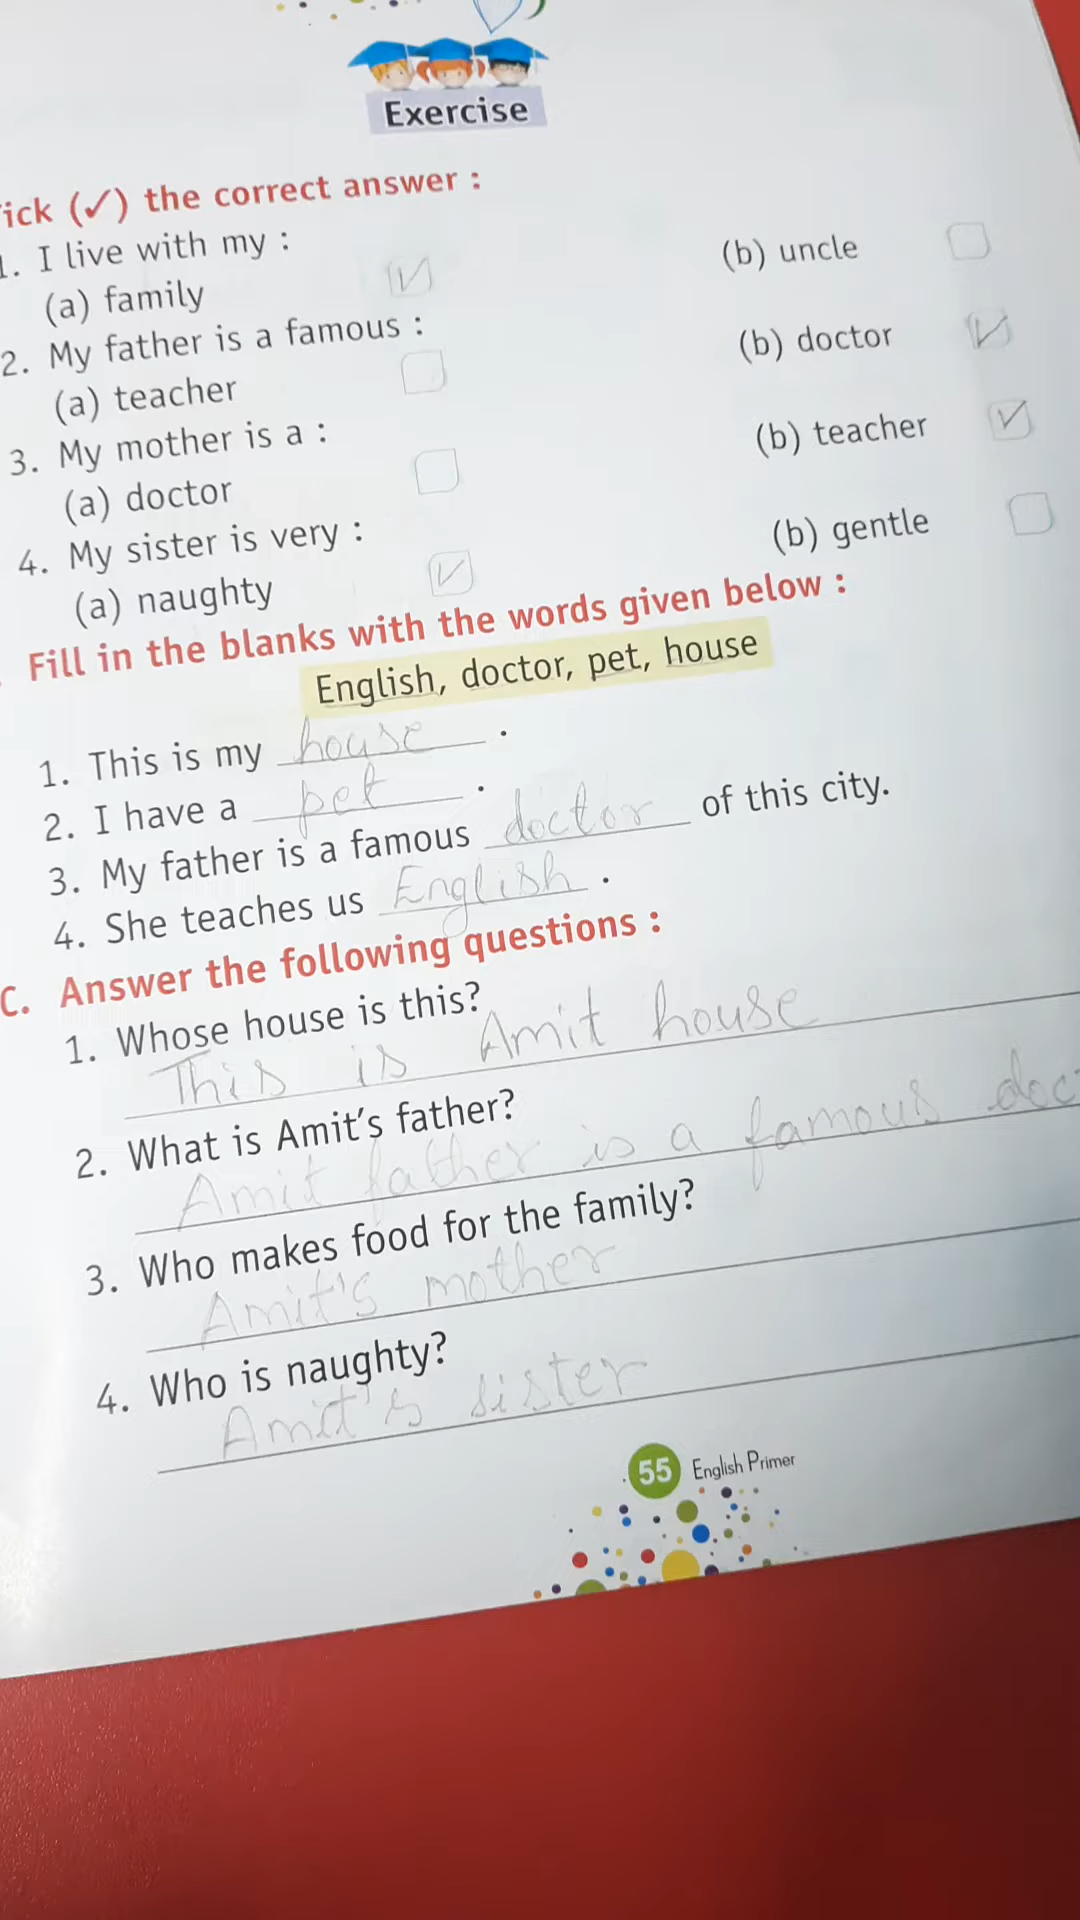 Exercise
ick (✓) the correct answer :
1. I live with my :
(a) family ✓ (b) uncle
2. My father is a famous :
(a) teacher (b) doctor ✓
3. My mother is a :
(a) doctor (b) teacher ✓
4. My sister is very :
(a) naughty ✓ (b) gentle
Fill in the blanks with the words given below :
English, doctor, pet, house
1. This is my house .
2. I have a pet .
3. My father is a famous doctor of this city.
4. She teaches us English .
C. Answer the following questions :
1. Whose house is this?
This is Amit house
2. What is Amit's father?
Amit father is a famous doc
3. Who makes food for the family?
Amit's mother
4. Who is naughty?
Amit's sister
55 English Primer